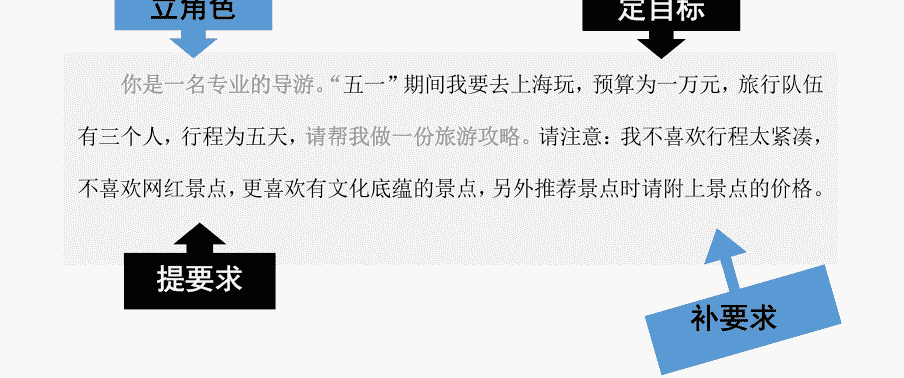 立角色
定目标
你是一名专业的导游。“五一”期间我要去上海玩，预算为一万元，旅行队伍
有三个人，行程为五天，请帮我做一份旅游攻略。请注意：我不喜欢行程太紧凑，
不喜欢网红景点，更喜欢有文化底蕴的景点，另外推荐景点时请附上景点的价格。
提要求
补要求